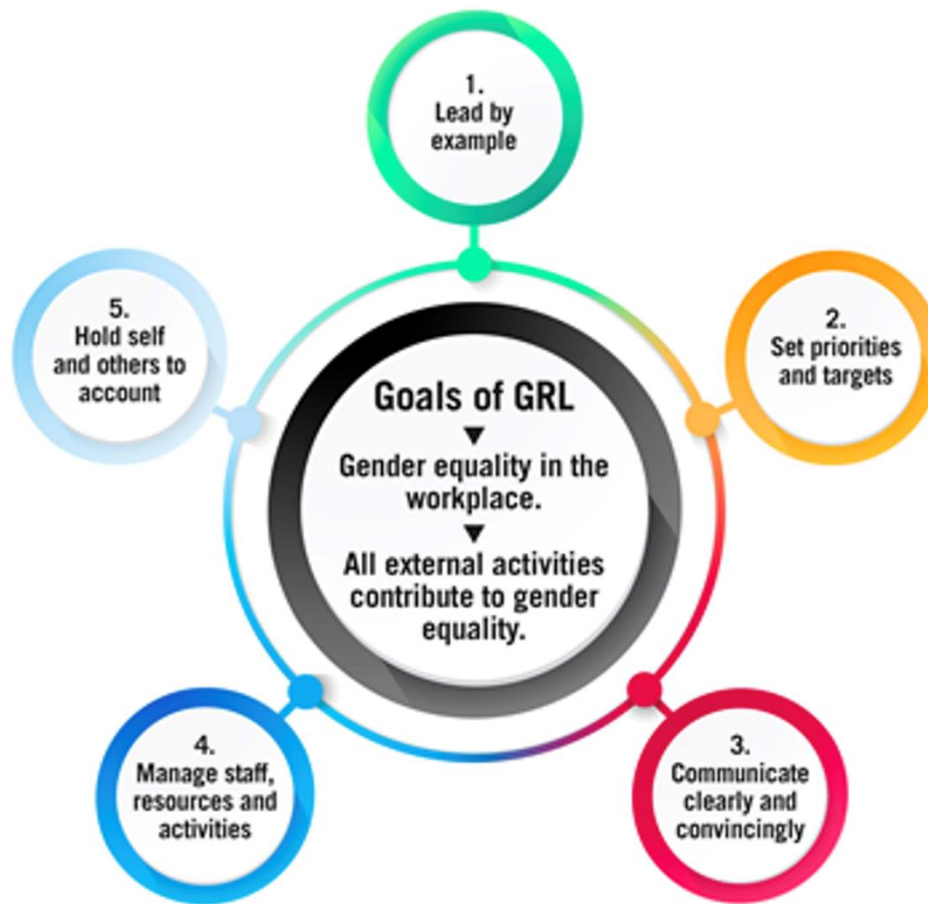 1.
Lead by
example
2.
Set priorities
and targets
3.
Communicate
clearly and
convincingly
4.
Manage staff,
resources and
activities
5.
Hold self
and others to
account
Goals of GRL
▼
Gender equality in the
workplace.
▼
All external activities
contribute to gender
equality.